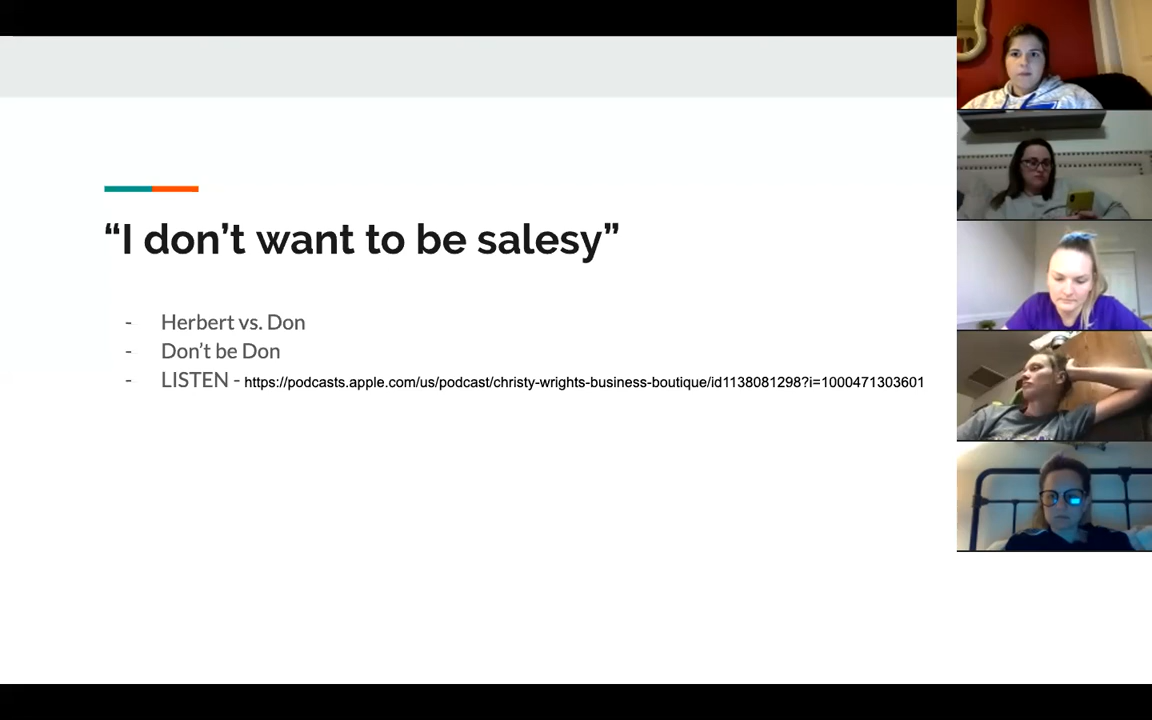 “I don’t want to be salesy”
- Herbert vs. Don
- Don’t be Don
- LISTEN - https://podcasts.apple.com/us/podcast/christy-wrights-business-boutique/id1138081298?i=1000471303601